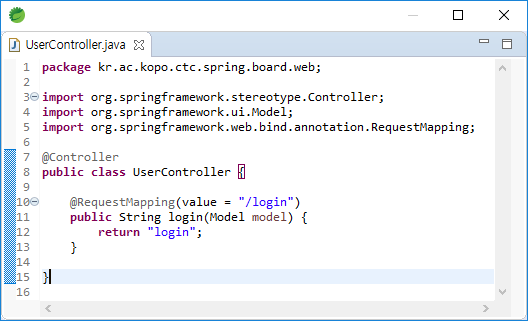 UserController.java
1 package kr.ac.kopo.ctc.spring.board.web;
2
3 import org.springframework.stereotype.Controller;
4 import org.springframework.ui.Model;
5 import org.springframework.web.bind.annotation.RequestMapping;
6
7 @Controller
8 public class UserController {
9
10     @RequestMapping(value = "/login")
11     public String login(Model model) {
12         return "login";
13     }
14
15 }
16